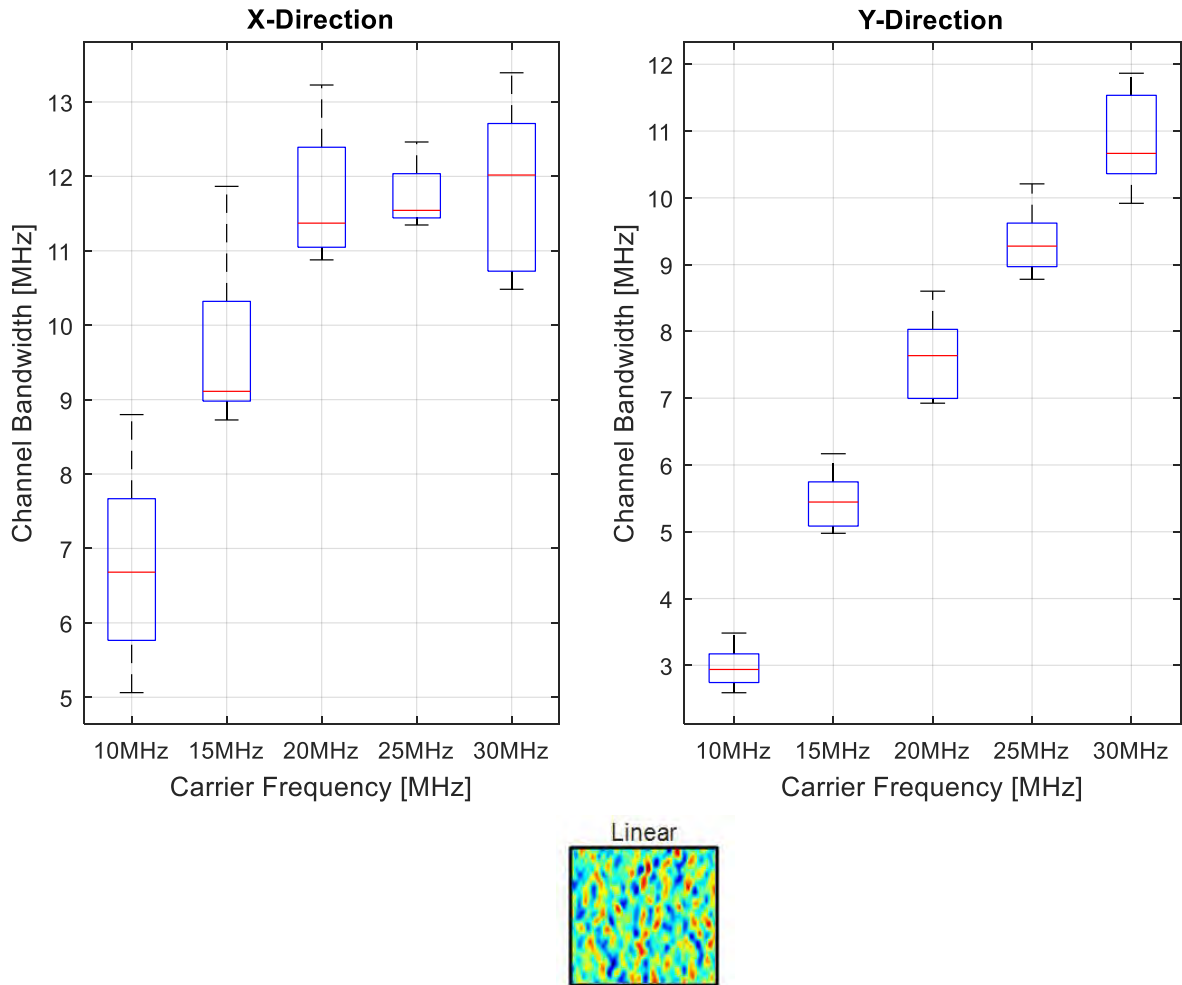 X-Direction
Channel Bandwidth [MHz]
13
12
11
10
9
8
7
6
5
10MHz 15MHz 20MHz 25MHz 30MHz
Carrier Frequency [MHz]
Y-Direction
Channel Bandwidth [MHz]
12
11
10
9
8
7
6
5
4
3
10MHz 15MHz 20MHz 25MHz 30MHz
Carrier Frequency [MHz]
Linear